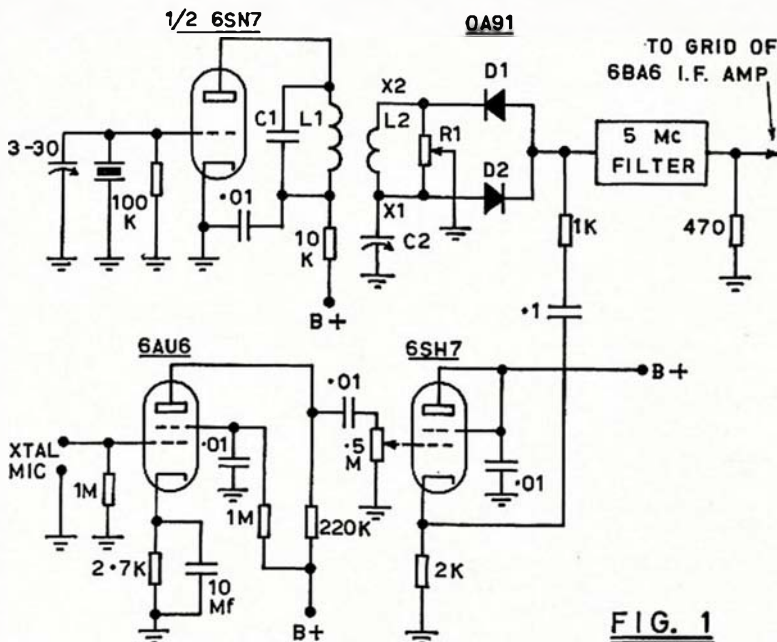 1/2 6SN7
OA91
TO GRID OF
6BA6 I.F. AMP
X2
D1
C1
L1
L2
R1
5 Mc
FILTER
3-30
100
K
·01
X1
D2
10
K
C2
1K
470
B+
·1
6AU6
6SH7
·01
B+
XTAL
MIC
·01
·5
M
·01
1M
1M
220K
2·7K
10
Mf
2K
B+
FIG. 1